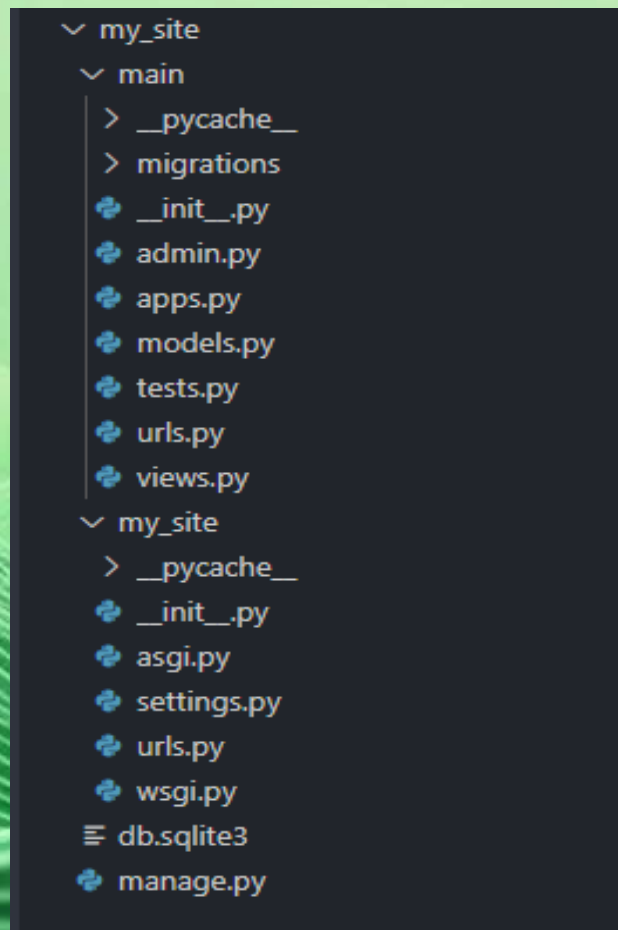 my_site
main
__pycache__
migrations
__init__.py
admin.py
apps.py
models.py
tests.py
urls.py
views.py
my_site
__pycache__
__init__.py
asgi.py
settings.py
urls.py
wsgi.py
db.sqlite3
manage.py